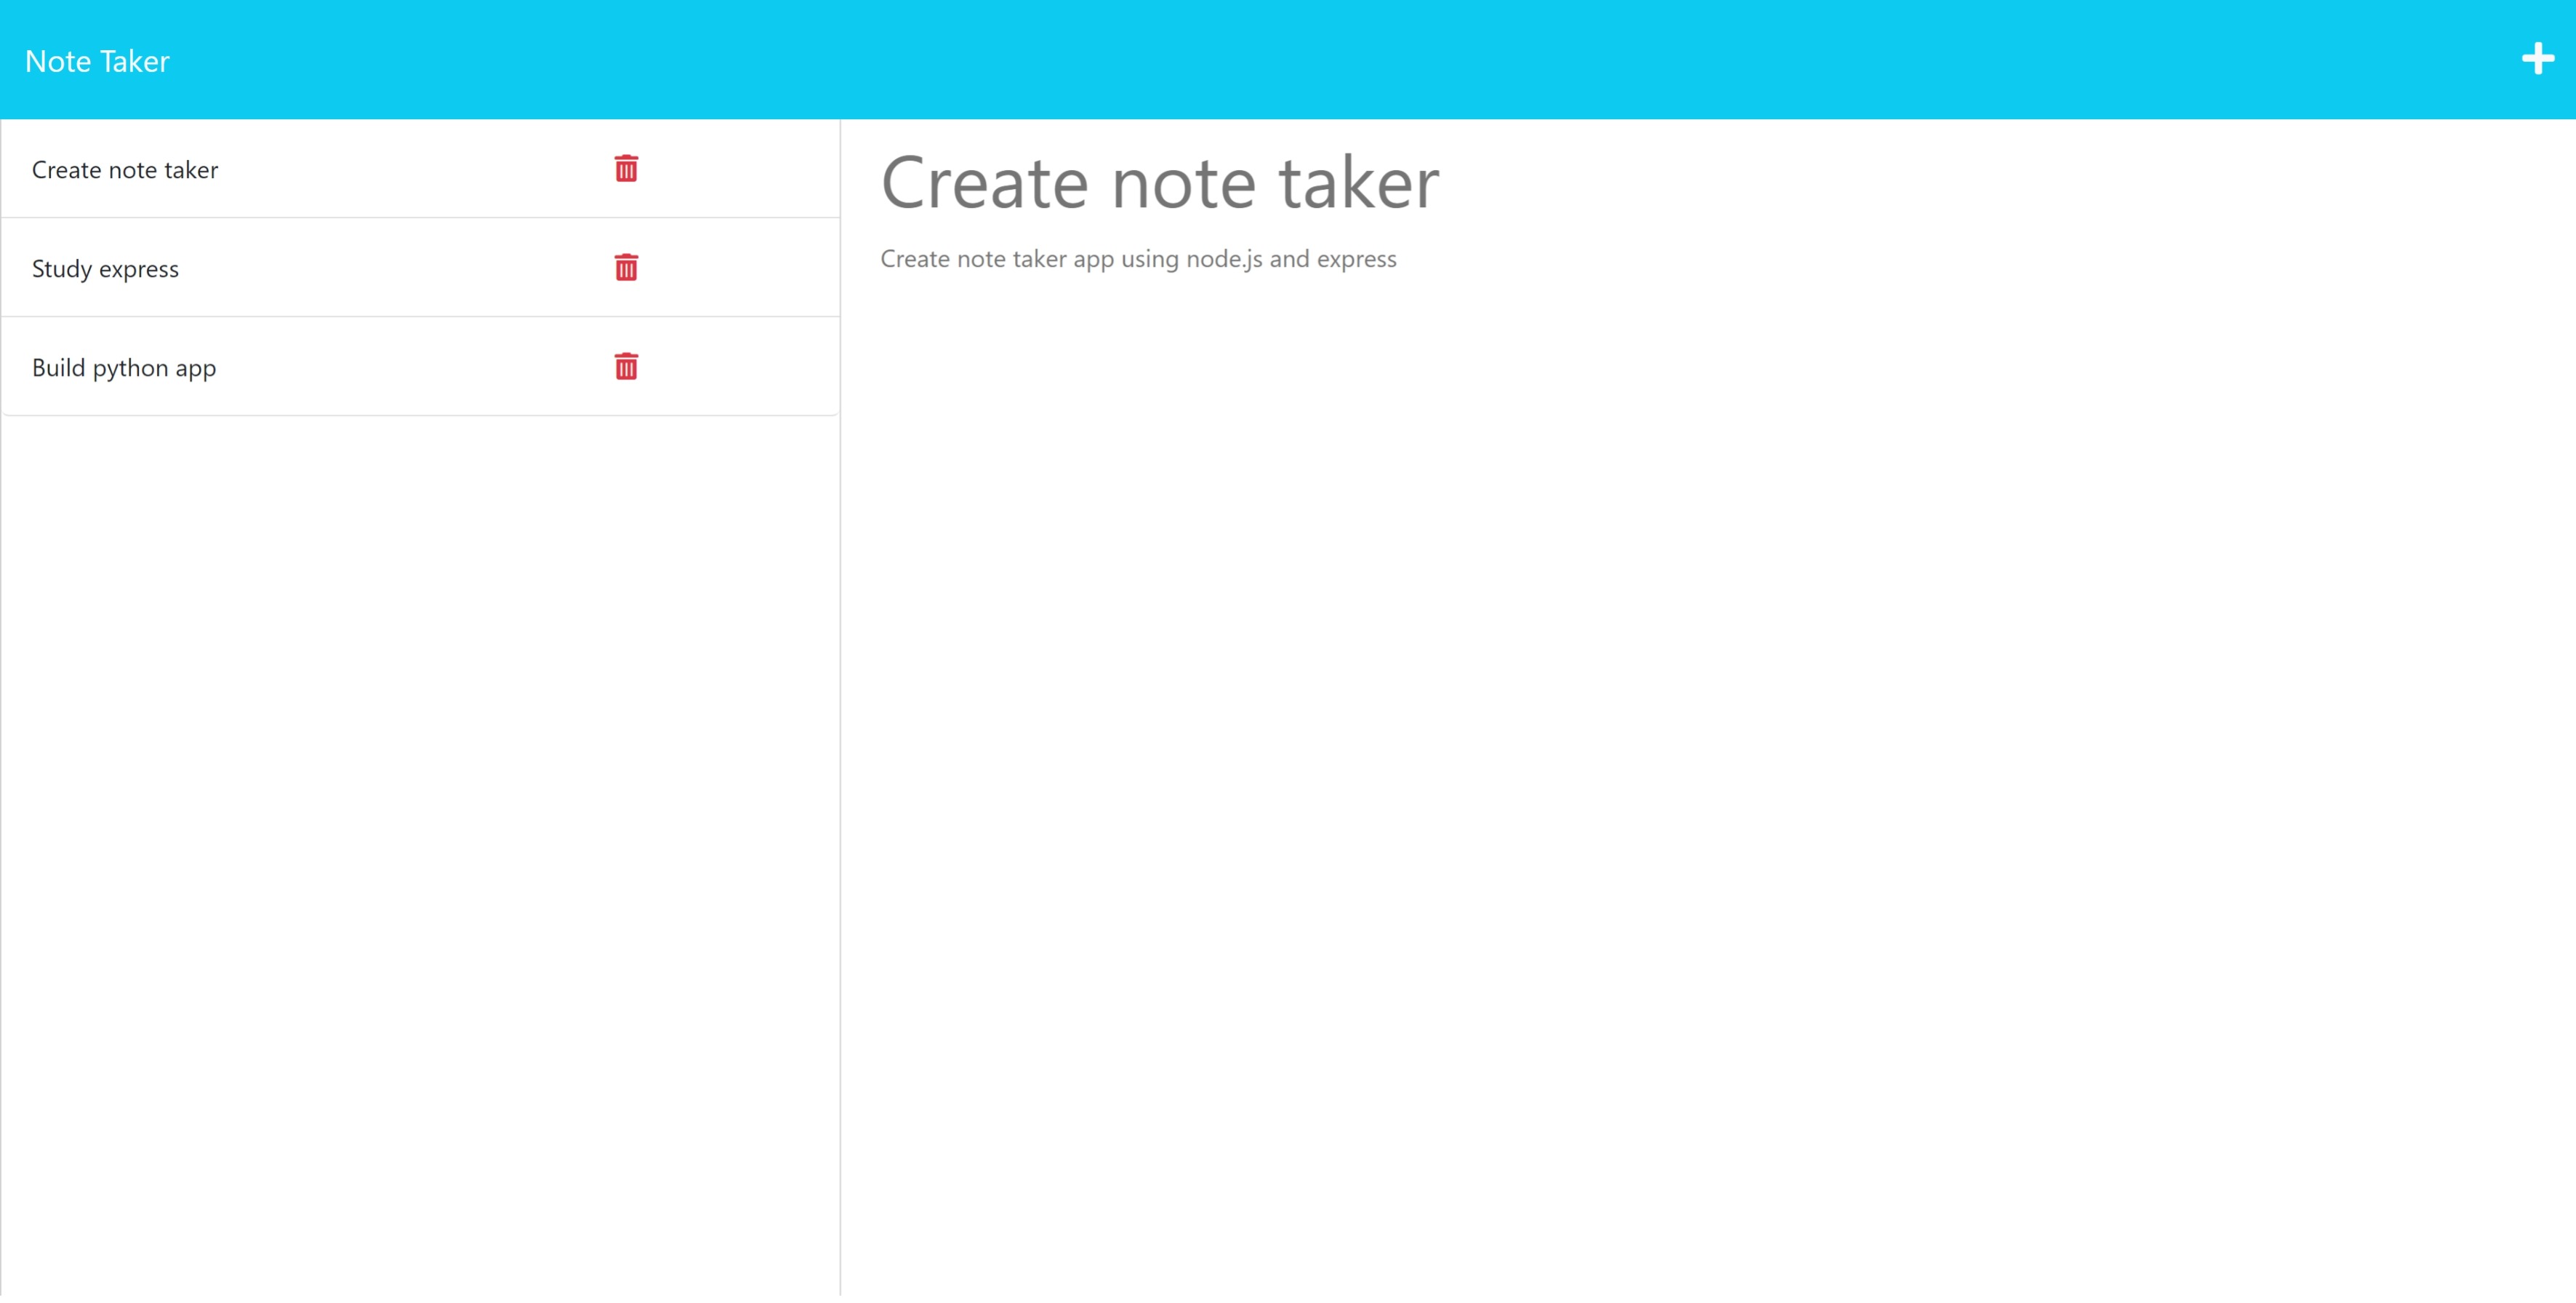 Note Taker
Create note taker
Study express
Build python app
Create note taker
Create note taker app using node.js and express